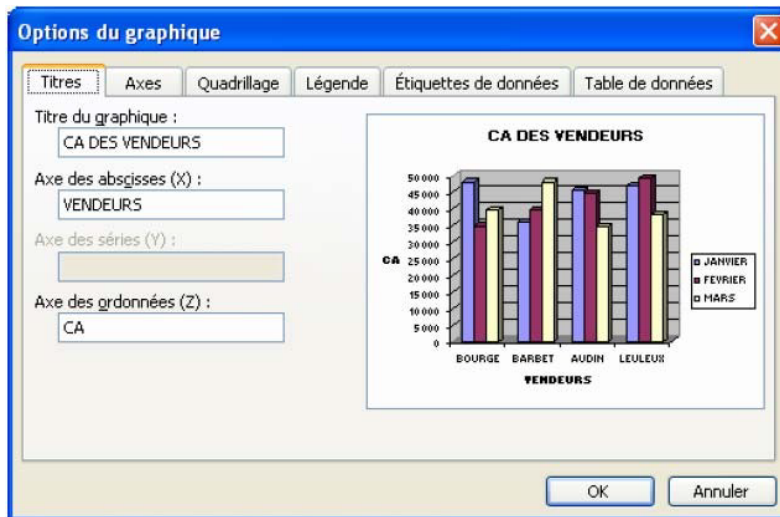 Options du graphique
Titres Axes Quadrillage Légende Étiquettes de données Table de données
Titre du graphique :
CA DES VENDEURS
Axe des abscisses (X) :
VENDEURS
Axe des séries (Y) :
Axe des ordonnées (Z) :
CA
CA DES VENDEURS
50 000
45 000
40 000
35 000
30 000
25 000
20 000
15 000
10 000
5 000
0
CA
BOURGE BARBET AUDIN LEULEUX
VENDEURS
JANVIER
FEVRIER
MARS
OK Annuler